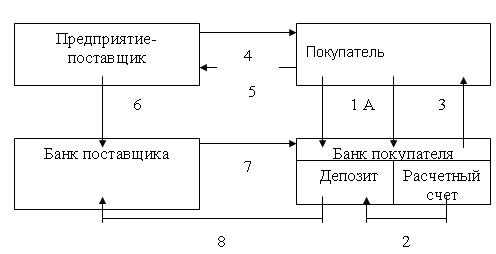 Предприятие-
поставщик
4
Покупатель
5
6
1 А
3
Банк поставщика
7
Банк покупателя
Депозит
Расчетный
счет
8
2